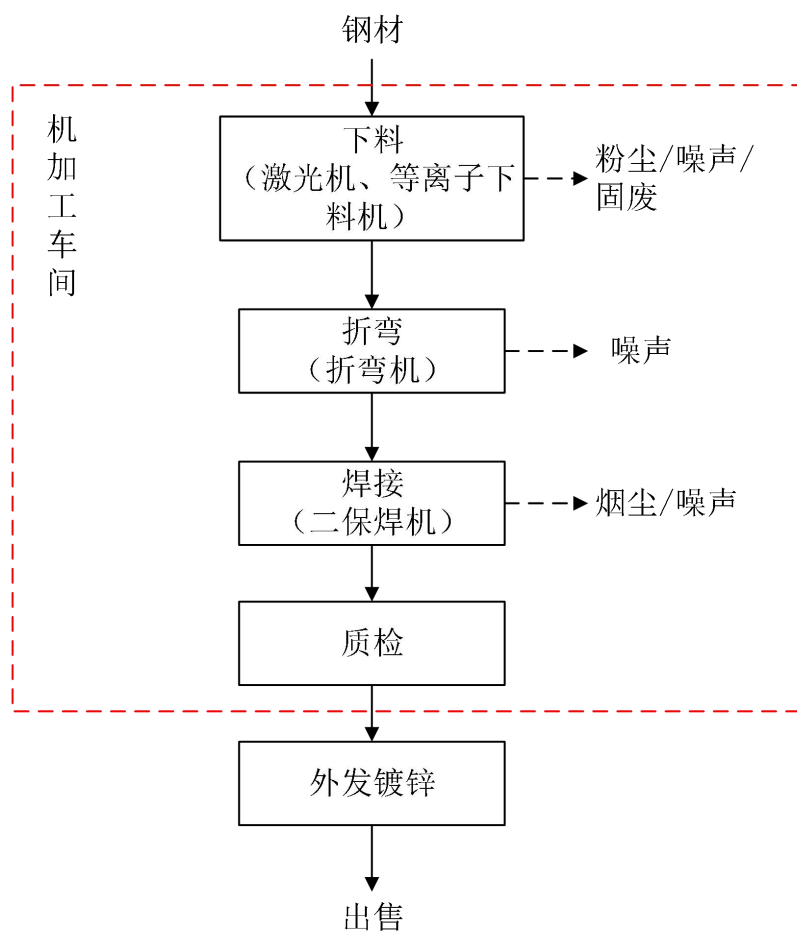 钢材
机
加
工
车
间
下料
（激光机、等离子下
料机）
粉尘/噪声/
固废
折弯
（折弯机）
噪声
焊接
（二保焊机）
烟尘/噪声
质检
外发镀锌
出售